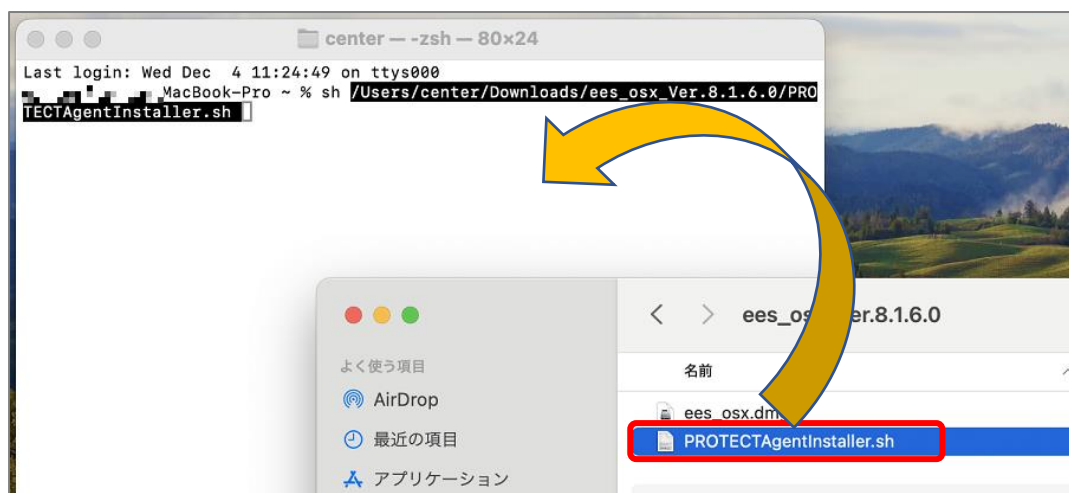 center — -zsh — 80×24
Last login: Wed Dec  4 11:24:49 on ttys000
MacBook-Pro ~ % sh /Users/center/Downloads/ees_osx_Ver.8.1.6.0/PRO
TECTAgentInstaller.sh
ees_os er.8.1.6.0
よく使う項目
名前
AirDrop
ees_osx.dm
最近の項目
PROTECTAgentInstaller.sh
アプリケーション